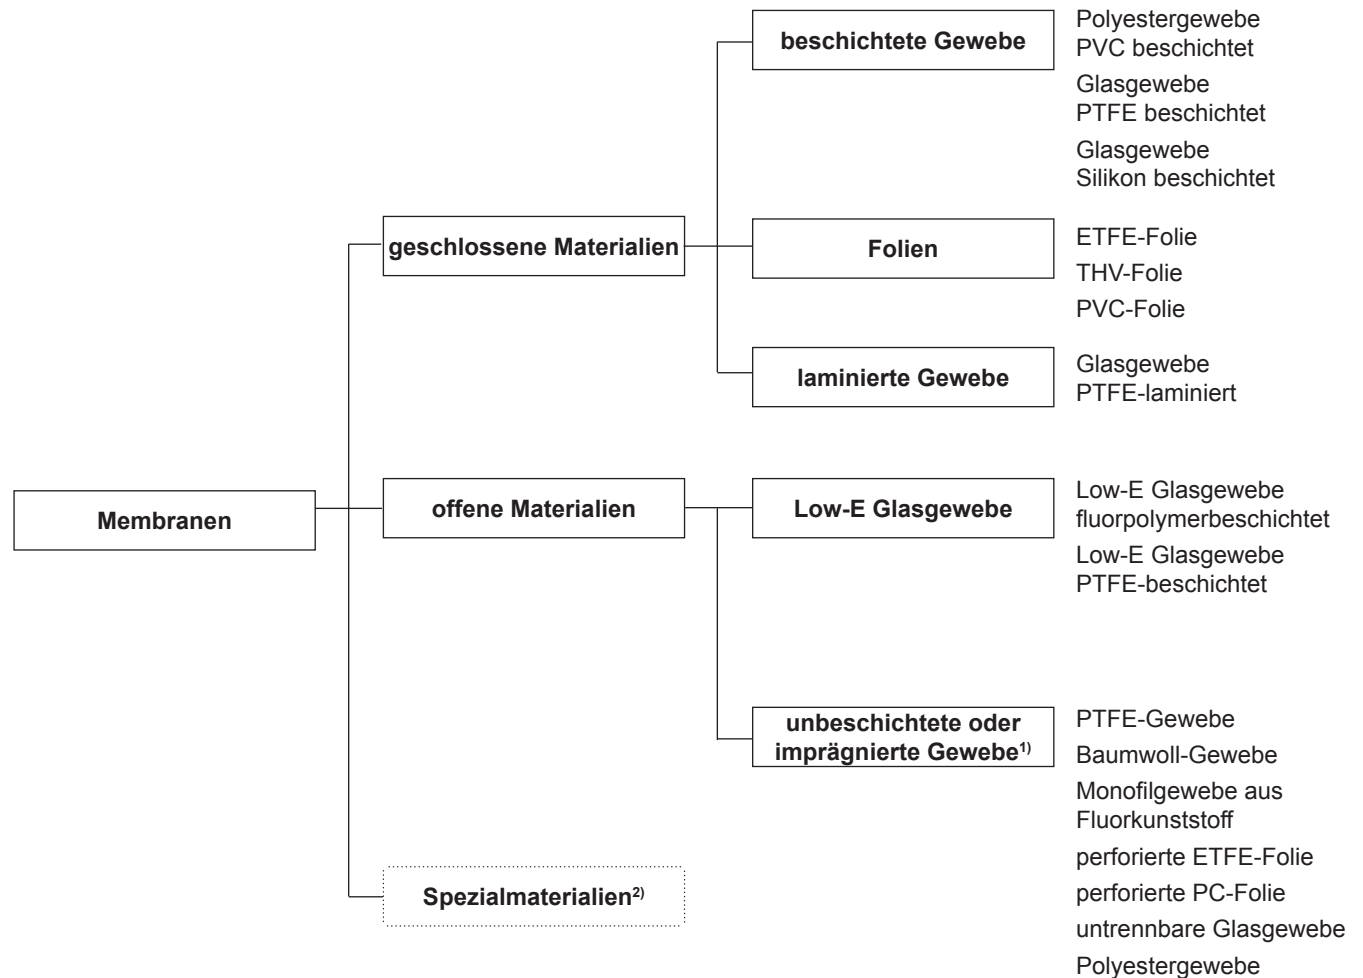 beschichtete Gewebe
Polyestergewebe
PVC beschichtet
Glasgewebe
PTFE beschichtet
Glasgewebe
Silikon beschichtet
geschlossene Materialien
Folien
ETFE-Folie
THV-Folie
PVC-Folie
laminierte Gewebe
Glasgewebe
PTFE-laminiert
Membranen
offene Materialien
Low-E Glasgewebe
Low-E Glasgewebe
fluorpolymerbeschichtet
Low-E Glasgewebe
PTFE-beschichtet
unbeschichtete oder
imprägnierte Gewebe¹⁾
PTFE-Gewebe
Baumwoll-Gewebe
Monofilgewebe aus
Fluorkunststoff
perforierte ETFE-Folie
perforierte PC-Folie
untrennbare Glasgewebe
Polyestergewebe
Spezialmaterialien²⁾